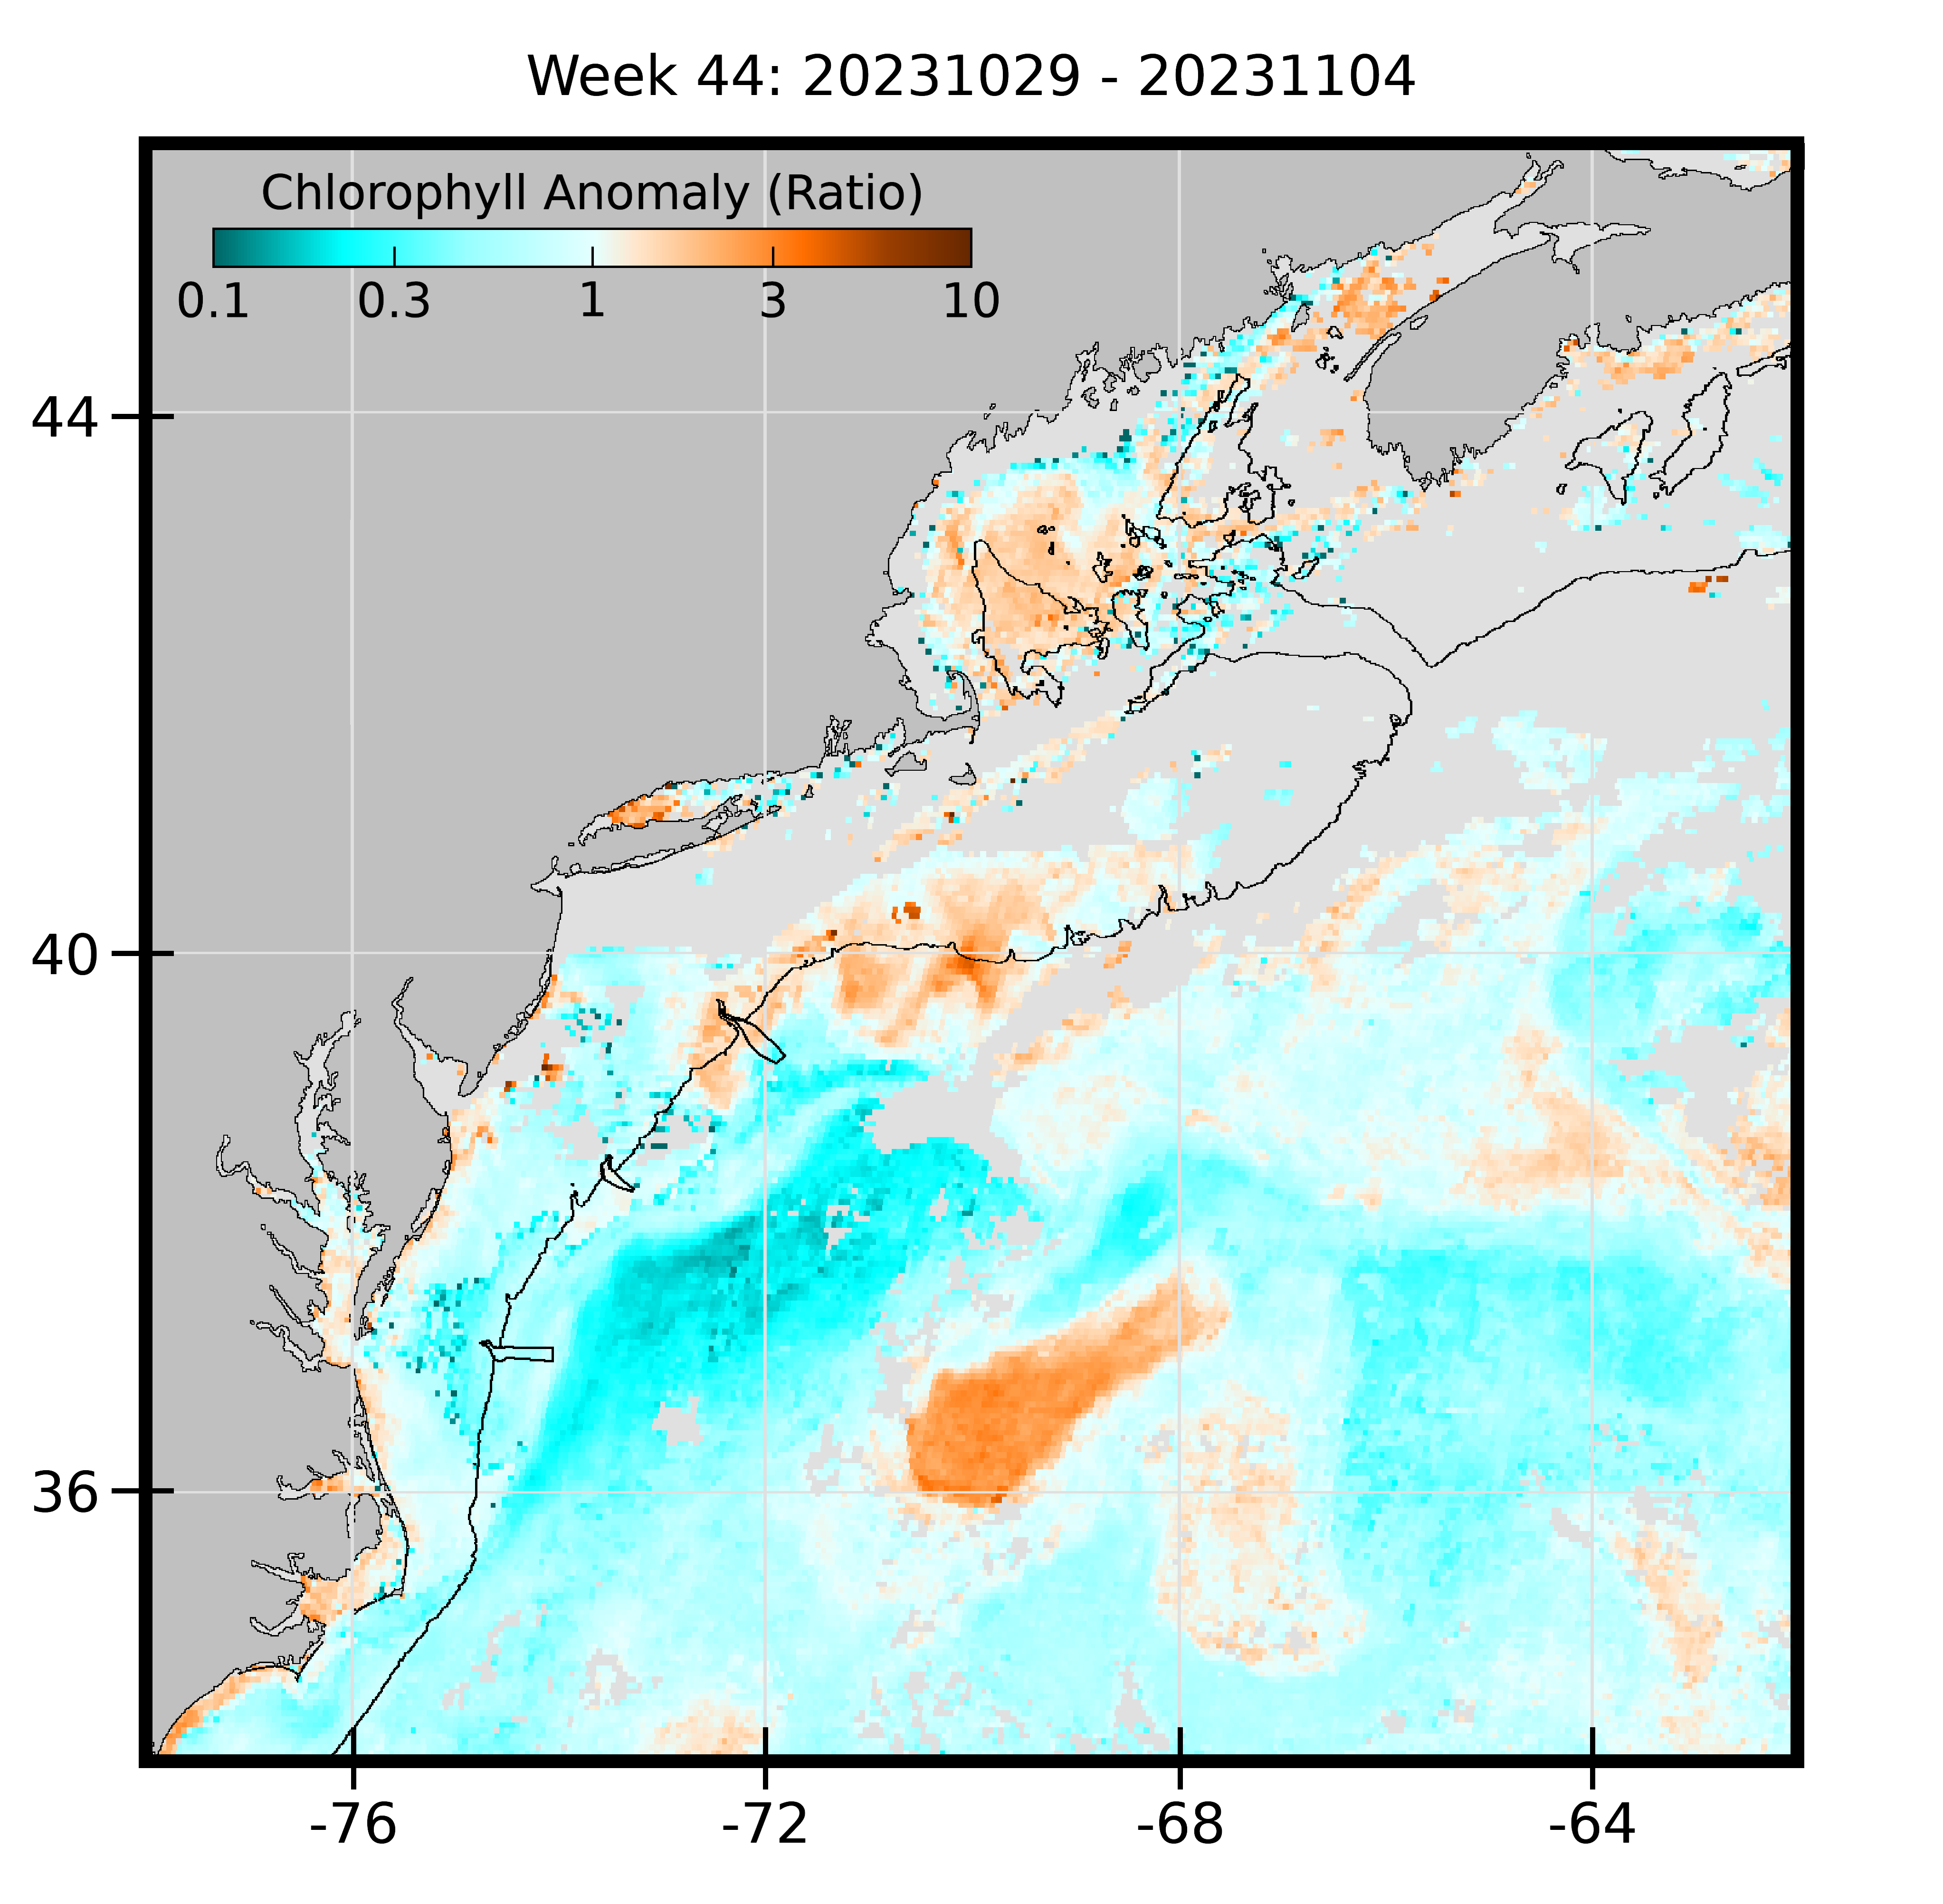 Week 44: 20231029 - 20231104
Chlorophyll Anomaly (Ratio)
0.1 0.3 1 3 10
44
40
36
-76 -72 -68 -64